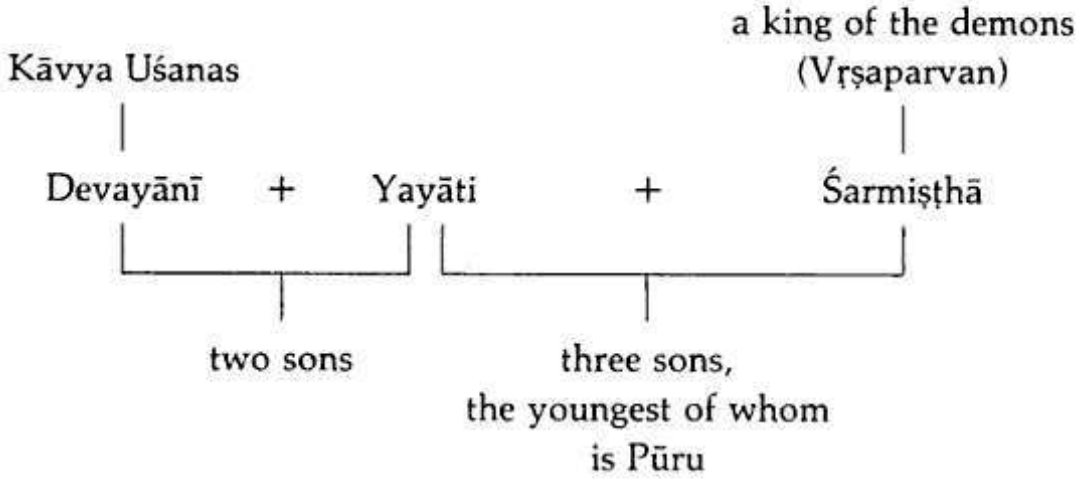 a king of the demons
Kāvya Uśanas
(Vṛṣaparvan)
Devayānī + Yayāti + Śarmiṣṭhā
two sons
three sons,
the youngest of whom
is Pūru